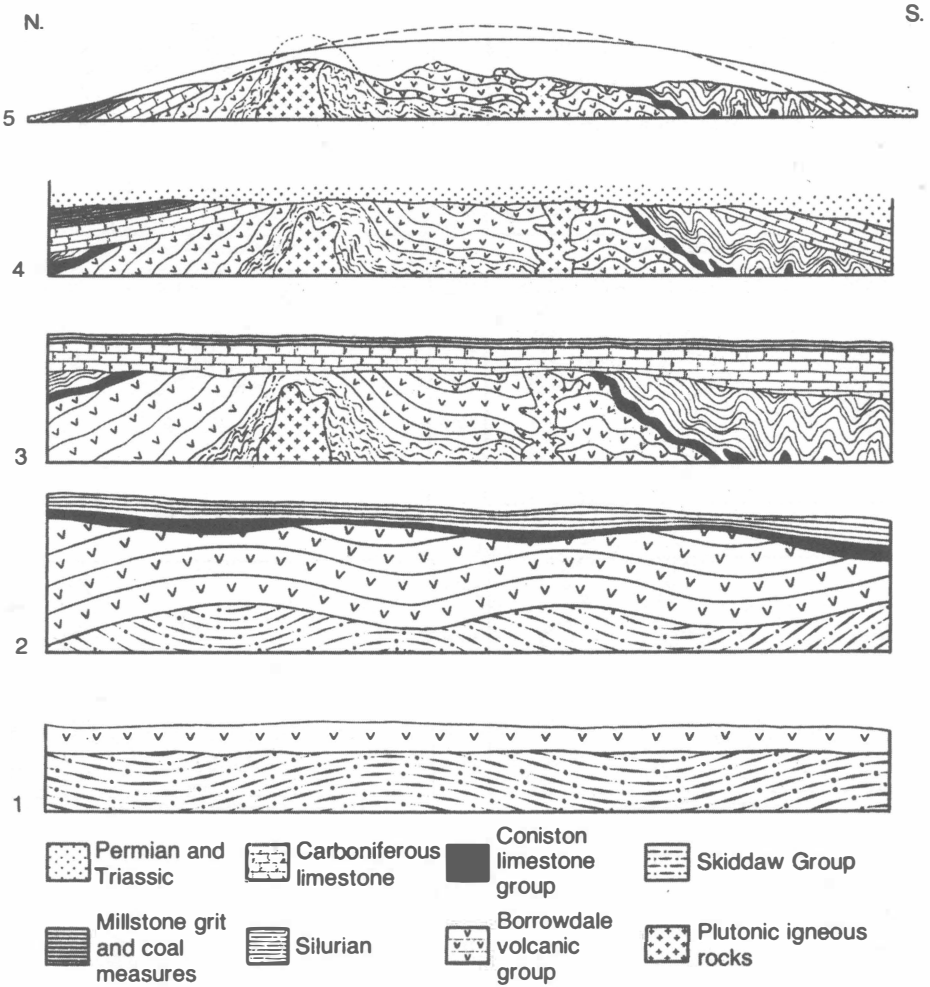 N.
S.
5
4
3
2
1
Permian and
Triassic
Carboniferous
limestone
Coniston
limestone
group
Skiddaw Group
Millstone grit
and coal
measures
Silurian
Borrowdale
volcanic
group
Plutonic igneous
rocks